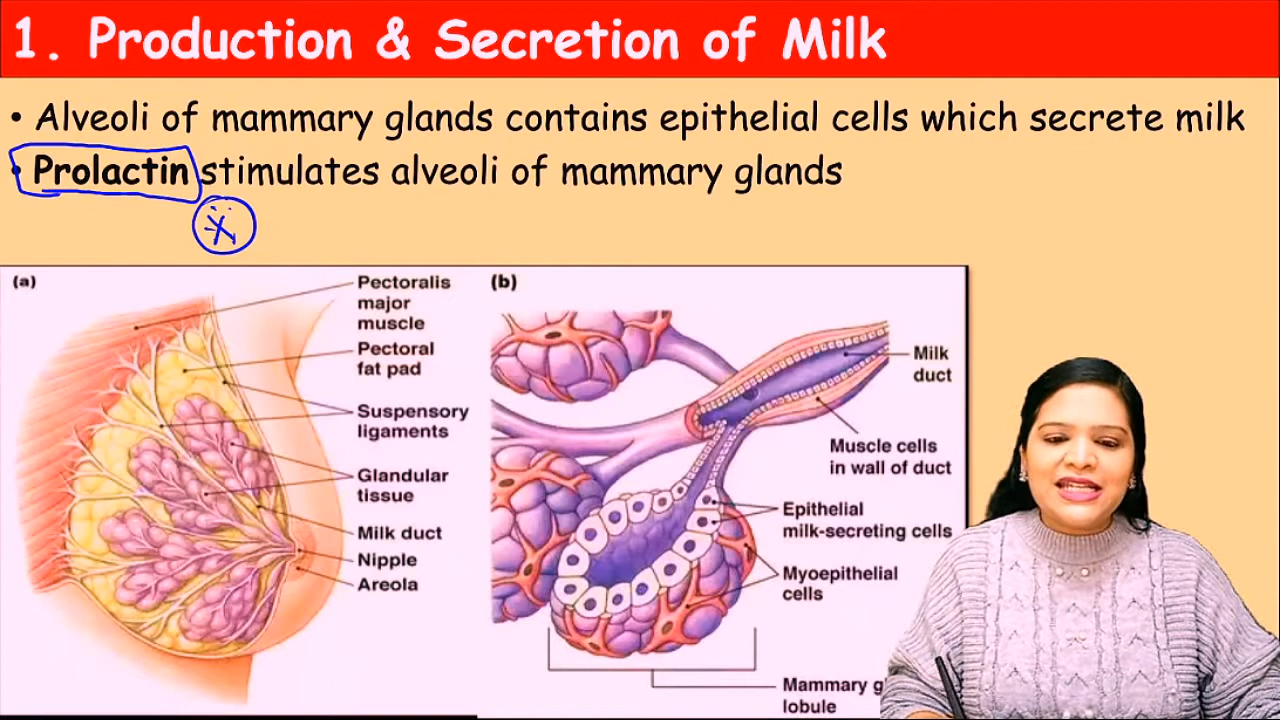 1. Production & Secretion of Milk
• Alveoli of mammary glands contains epithelial cells which secrete milk
• Prolactin stimulates alveoli of mammary glands
(a)
Pectoralis
major
muscle
Pectoral
fat pad
Suspensory
ligaments
Glandular
tissue
Milk duct
Nipple
Areola
(b)
Milk
duct
Muscle cells
in wall of duct
Epithelial
milk-secreting cells
Myoepithelial
cells
Mammary
lobule